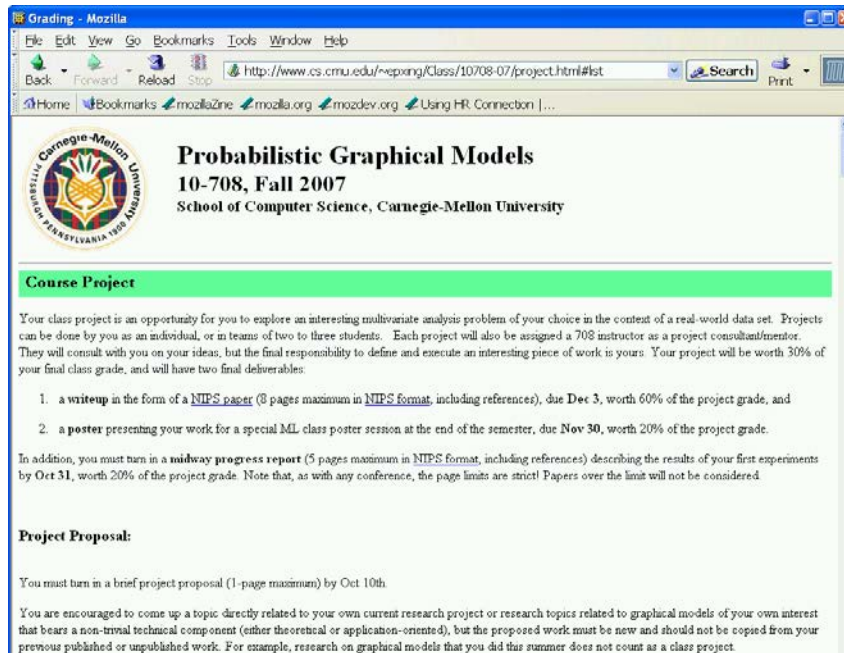 Grading - Mozilla
File Edit View Go Bookmarks Tools Window Help
Back Forward Reload Stop http://www.cs.cmu.edu/~epxing/Class/10708-07/project.html#list Search Print
Home Bookmarks mozillaZine mozilla.org mozdev.org Using HR Connection |...
Carnegie-Mellon University
Pittsburgh Pennsylvania 1900
Probabilistic Graphical Models
10-708, Fall 2007
School of Computer Science, Carnegie-Mellon University
Course Project
Your class project is an opportunity for you to explore an interesting multivariate analysis problem of your choice in the context of a real-world data set. Projects
can be done by you as an individual, or in teams of two to three students. Each project will also be assigned a 708 instructor as a project consultant/mentor.
They will consult with you on your ideas, but the final responsibility to define and execute an interesting piece of work is yours. Your project will be worth 30% of
your final class grade, and will have two final deliverables:
1. a writeup in the form of a NIPS paper (8 pages maximum in NIPS format, including references), due Dec 3, worth 60% of the project grade, and
2. a poster presenting your work for a special ML class poster session at the end of the semester, due Nov 30, worth 20% of the project grade.
In addition, you must turn in a midway progress report (5 pages maximum in NIPS format, including references) describing the results of your first experiments
by Oct 31, worth 20% of the project grade. Note that, as with any conference, the page limits are strict! Papers over the limit will not be considered.
Project Proposal:
You must turn in a brief project proposal (1-page maximum) by Oct 10th.
You are encouraged to come up a topic directly related to your own current research project or research topics related to graphical models of your own interest
that bears a non-trivial technical component (either theoretical or application-oriented), but the proposed work must be new and should not be copied from your
previous published or unpublished work. For example, research on graphical models that you did this summer does not count as a class project.